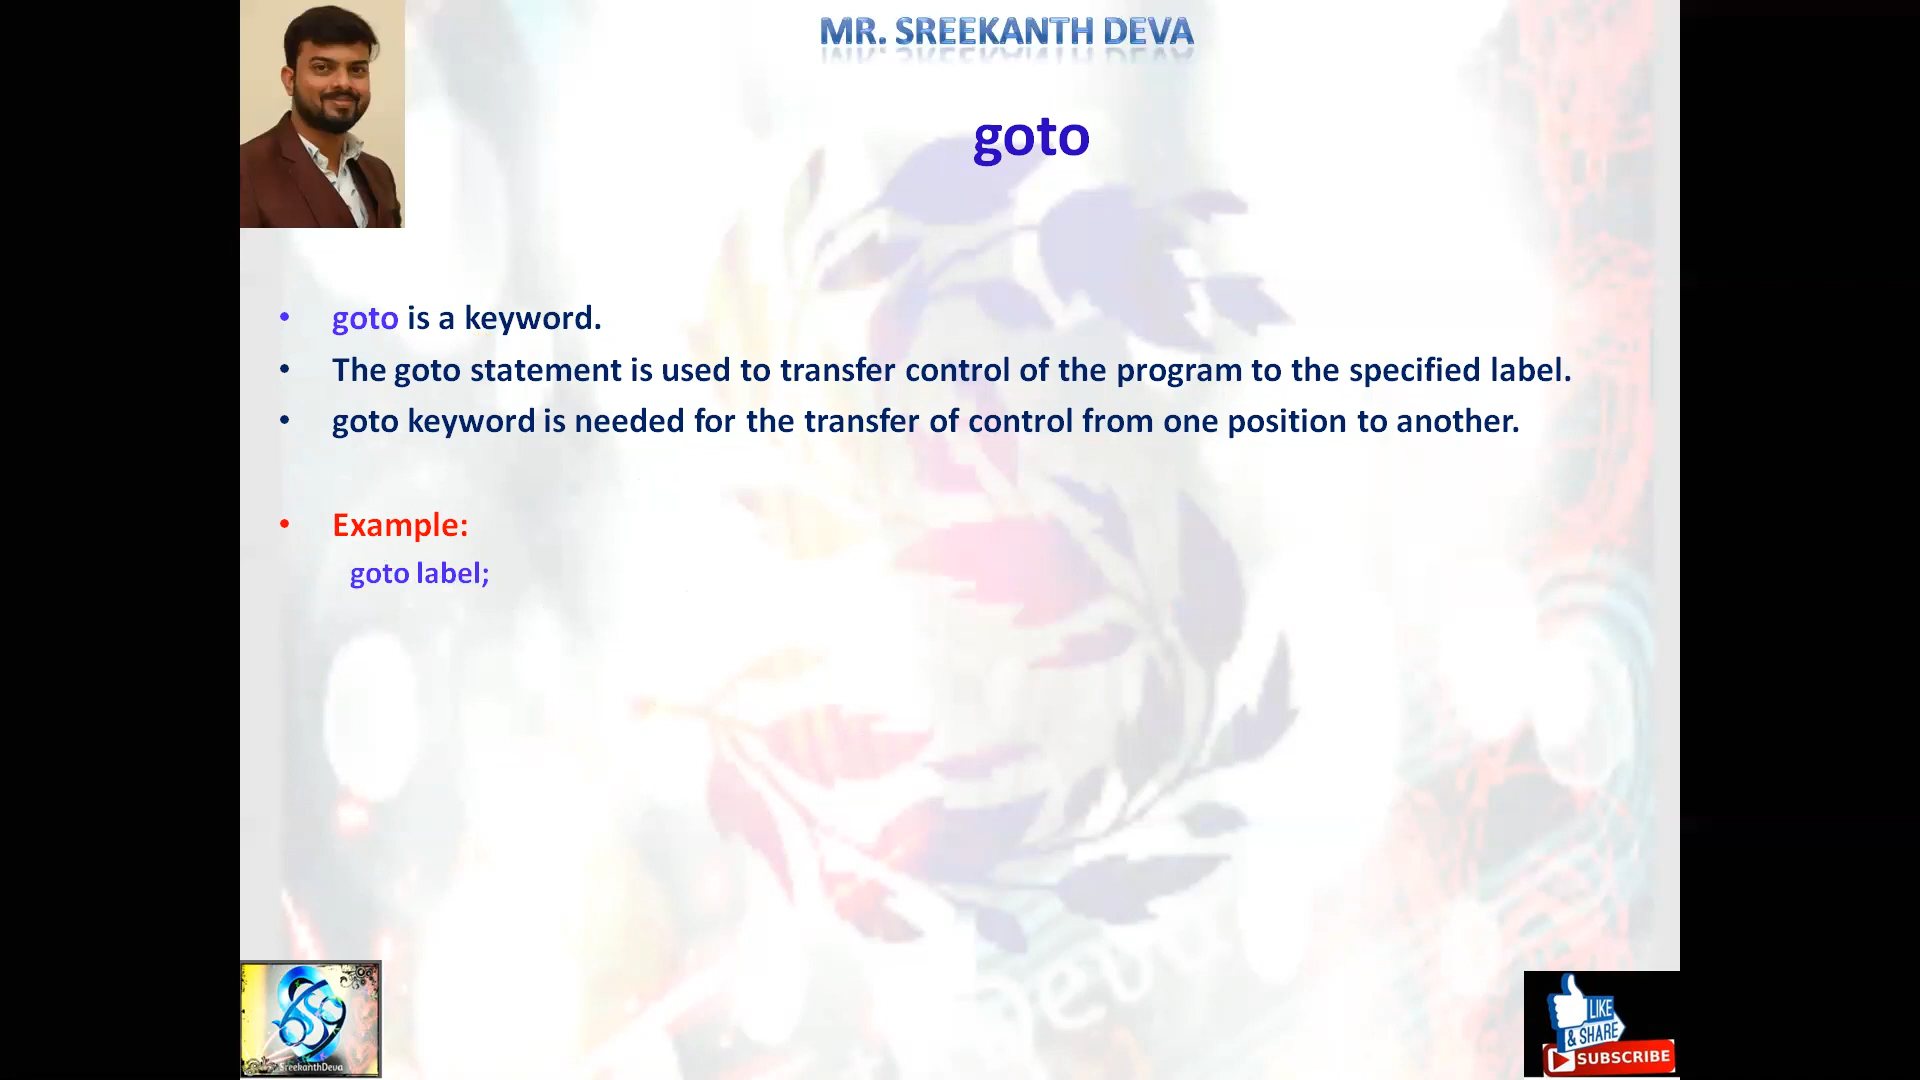 MR. SREEKANTH DEVA
goto
• goto is a keyword.
• The goto statement is used to transfer control of the program to the specified label.
• goto keyword is needed for the transfer of control from one position to another.
• Example:
goto label;
Deva
SreekanthDeva
LIKE
& SHARE
SUBSCRIBE